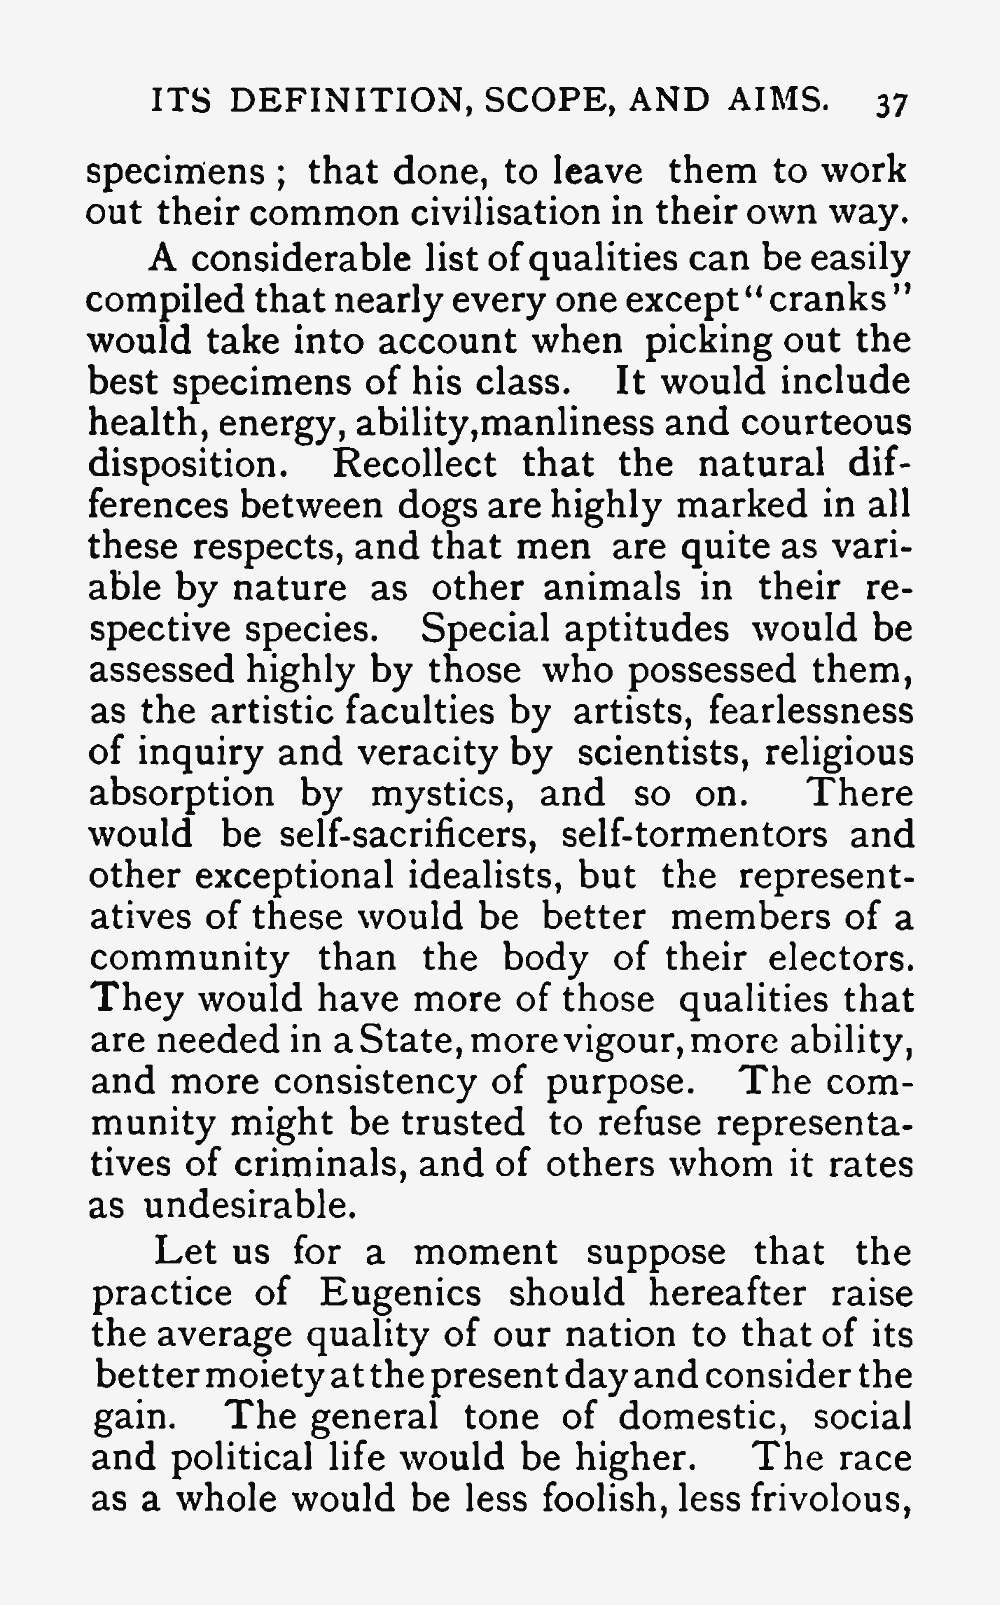 ITS DEFINITION, SCOPE, AND AIMS. 37
specimens ; that done, to leave them to work
out their common civilisation in their own way.
A considerable list of qualities can be easily
compiled that nearly every one except "cranks"
would take into account when picking out the
best specimens of his class. It would include
health, energy, ability,manliness and courteous
disposition. Recollect that the natural dif-
ferences between dogs are highly marked in all
these respects, and that men are quite as vari-
able by nature as other animals in their re-
spective species. Special aptitudes would be
assessed highly by those who possessed them,
as the artistic faculties by artists, fearlessness
of inquiry and veracity by scientists, religious
absorption by mystics, and so on. There
would be self-sacrificers, self-tormentors and
other exceptional idealists, but the represent-
atives of these would be better members of a
community than the body of their electors.
They would have more of those qualities that
are needed in a State, more vigour, more ability,
and more consistency of purpose. The com-
munity might be trusted to refuse representa-
tives of criminals, and of others whom it rates
as undesirable.
Let us for a moment suppose that the
practice of Eugenics should hereafter raise
the average quality of our nation to that of its
better moiety at the present day and consider the
gain. The general tone of domestic, social
and political life would be higher. The race
as a whole would be less foolish, less frivolous,